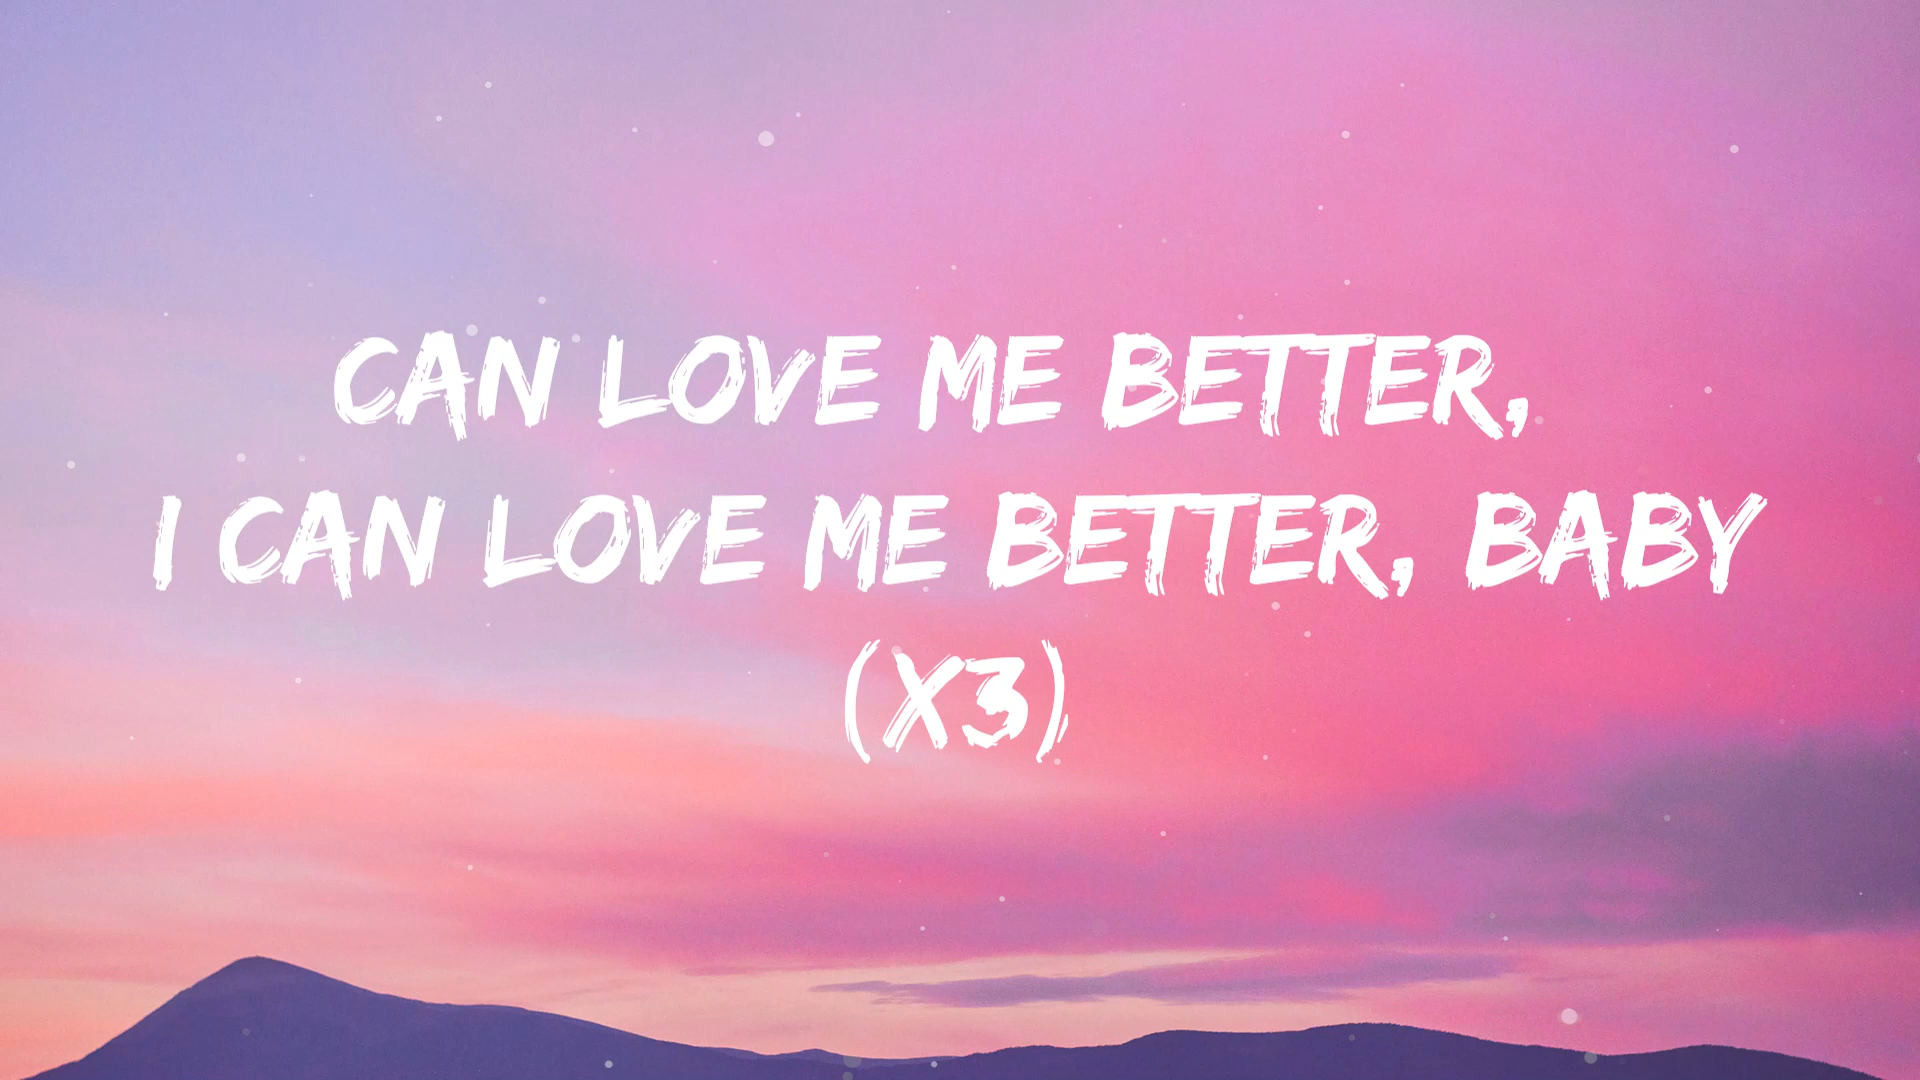 CAN LOVE ME BETTER,
I CAN LOVE ME BETTER, BABY
(X3)